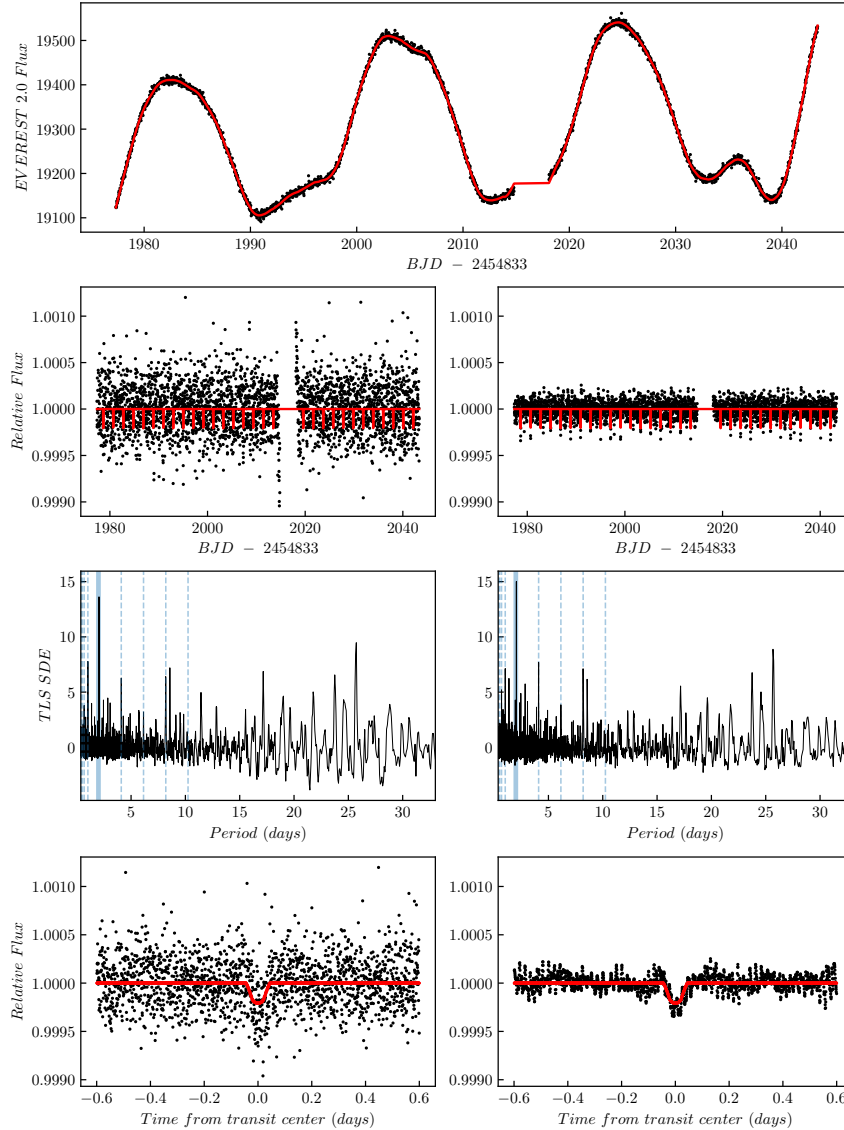 EVEREST 2.0 Flux
19500
19400
19300
19200
19100
1980 1990 2000 2010 2020 2030 2040
BJD − 2454833
Relative Flux
1.0010
1.0005
1.0000
0.9995
0.9990
1980 2000 2020 2040
BJD − 2454833
1.0010
1.0005
1.0000
0.9995
0.9990
1980 2000 2020 2040
BJD − 2454833
TLS SDE
15
10
5
0
5 10 15 20 25 30
Period (days)
15
10
5
0
5 10 15 20 25 30
Period (days)
Relative Flux
1.0010
1.0005
1.0000
0.9995
0.9990
−0.6 −0.4 −0.2 0.0 0.2 0.4 0.6
Time from transit center (days)
1.0010
1.0005
1.0000
0.9995
0.9990
−0.6 −0.4 −0.2 0.0 0.2 0.4 0.6
Time from transit center (days)